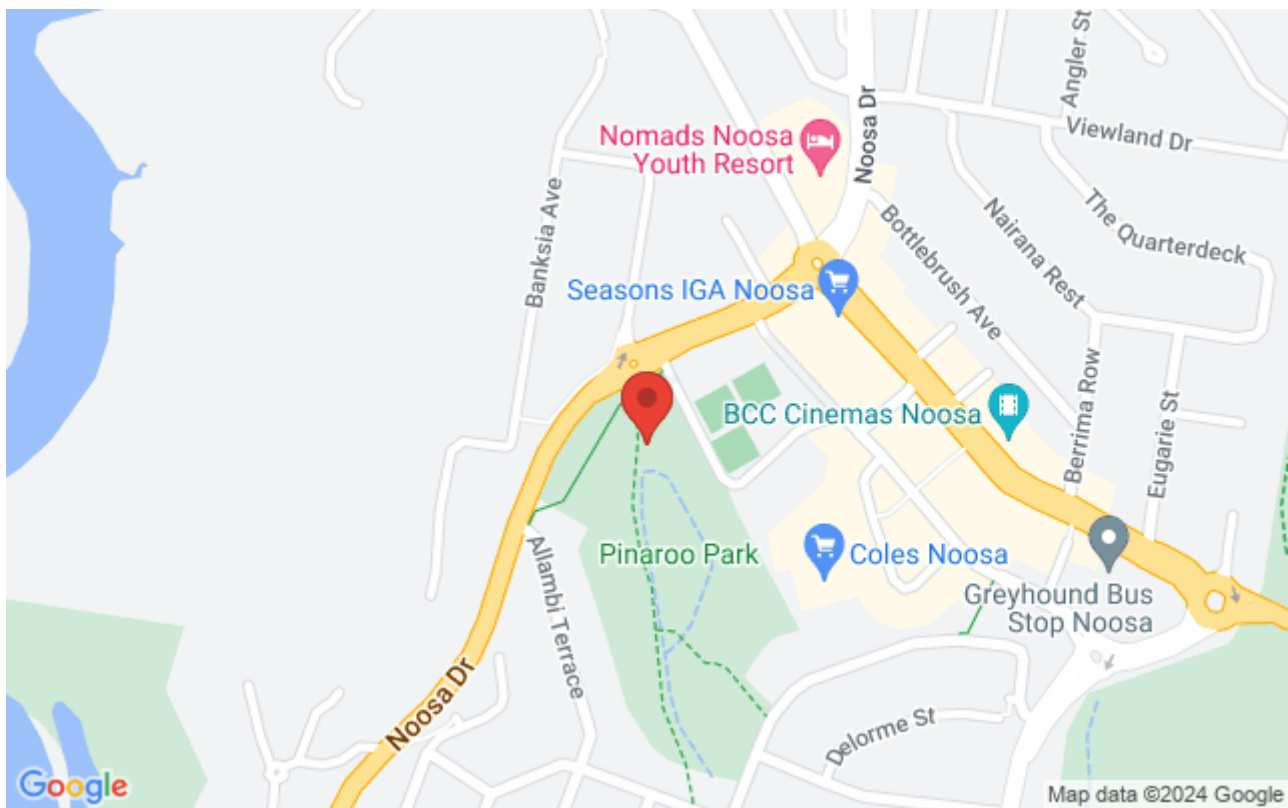 Angler St
Noosa Dr
Viewland Dr
Nomads Noosa
Youth Resort
Banksia Ave
Bottlebrush Ave
Nairana Rest
The Quarterdeck
Seasons IGA Noosa
BCC Cinemas Noosa
Berrima Row
Eugarie St
Pinaroo Park
Coles Noosa
Allambi Terrace
Greyhound Bus
Stop Noosa
Noosa Dr
Delorme St
Google
Map data ©2024 Google